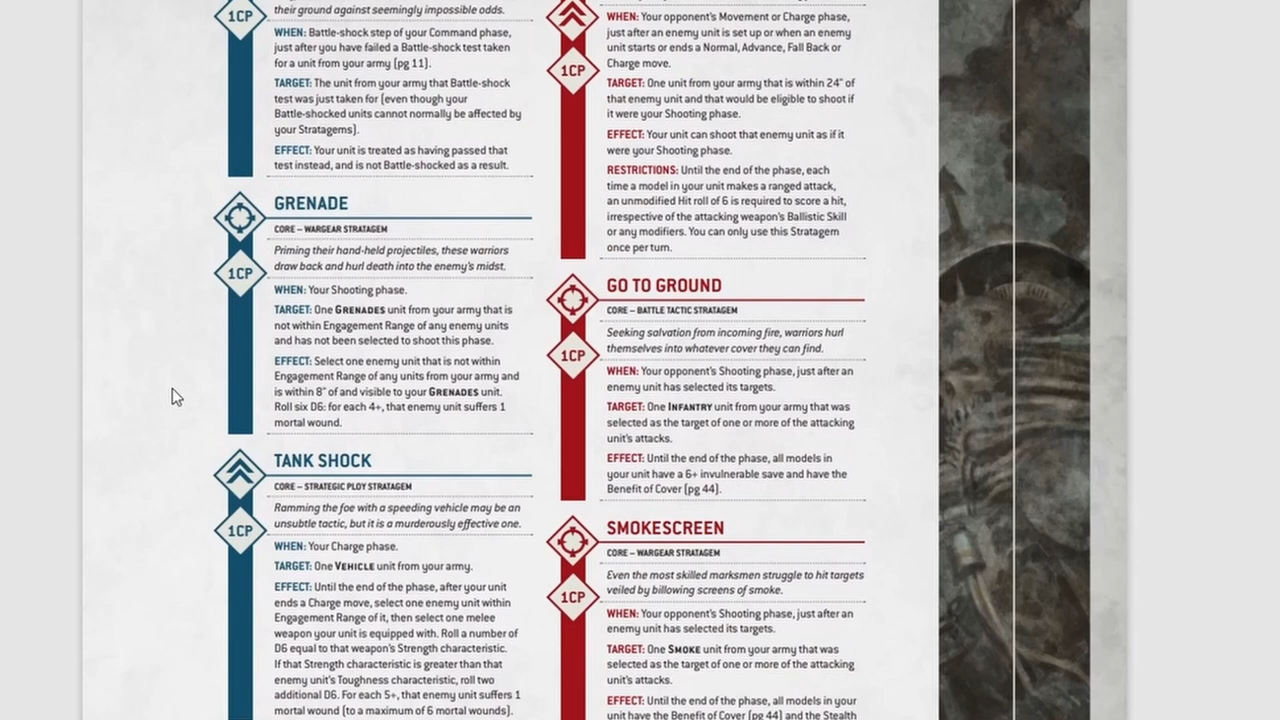 their ground against seemingly impossible odds.
1CP
WHEN: Battle-shock step of your Command phase,
just after you have failed a Battle-shock test taken
for a unit from your army (pg 11).
TARGET: The unit from your army that Battle-shock
test was just taken for (even though your
Battle-shocked units cannot normally be affected by
your Stratagems).
EFFECT: Your unit is treated as having passed that
test instead, and is not Battle-shocked as a result.
GRENADE
CORE – WARGEAR STRATAGEM
Priming their hand-held projectiles, these warriors
draw back and hurl death into the enemy's midst.
1CP
WHEN: Your Shooting phase.
TARGET: One GRENADES unit from your army that is
not within Engagement Range of any enemy units
and has not been selected to shoot this phase.
EFFECT: Select one enemy unit that is not within
Engagement Range of any units from your army and
is within 8" of and visible to your GRENADES unit.
Roll six D6: for each 4+, that enemy unit suffers 1
mortal wound.
TANK SHOCK
CORE – STRATEGIC PLOY STRATAGEM
Ramming the foe with a speeding vehicle may be an
unsubtle tactic, but it is a murderously effective one.
1CP
WHEN: Your Charge phase.
TARGET: One VEHICLE unit from your army.
EFFECT: Until the end of the phase, after your unit
ends a Charge move, select one enemy unit within
Engagement Range of it, then select one melee
weapon your unit is equipped with. Roll a number of
D6 equal to that weapon's Strength characteristic.
If that Strength characteristic is greater than that
enemy unit's Toughness characteristic, roll two
additional D6. For each 5+, that enemy unit suffers 1
mortal wound (to a maximum of 6 mortal wounds).
WHEN: Your opponent's Movement or Charge phase,
just after an enemy unit is set up or when an enemy
unit starts or ends a Normal, Advance, Fall Back or
Charge move.
1CP
TARGET: One unit from your army that is within 24" of
that enemy unit and that would be eligible to shoot if
it were your Shooting phase.
EFFECT: Your unit can shoot that enemy unit as if it
were your Shooting phase.
RESTRICTIONS: Until the end of the phase, each
time a model in your unit makes a ranged attack,
an unmodified Hit roll of 6 is required to score a hit,
irrespective of the attacking weapon's Ballistic Skill
or any modifiers. You can only use this Stratagem
once per turn.
GO TO GROUND
CORE – BATTLE TACTIC STRATAGEM
Seeking salvation from incoming fire, warriors hurl
themselves into whatever cover they can find.
1CP
WHEN: Your opponent's Shooting phase, just after an
enemy unit has selected its targets.
TARGET: One INFANTRY unit from your army that was
selected as the target of one or more of the attacking
unit's attacks.
EFFECT: Until the end of the phase, all models in
your unit have a 6+ invulnerable save and have the
Benefit of Cover (pg 44).
SMOKESCREEN
CORE – WARGEAR STRATAGEM
Even the most skilled marksmen struggle to hit targets
veiled by billowing screens of smoke.
1CP
WHEN: Your opponent's Shooting phase, just after an
enemy unit has selected its targets.
TARGET: One SMOKE unit from your army that was
selected as the target of one or more of the attacking
unit's attacks.
EFFECT: Until the end of the phase, all models in your
unit have the Benefit of Cover (pg 44) and the Stealth